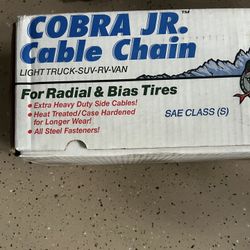 COBRA JR.™
Cable Chain
LIGHT TRUCK-SUV-RV-VAN
For Radial & Bias Tires
• Extra Heavy Duty Side Cables!
• Heat Treated/Case Hardened
for Longer Wear!
• All Steel Fasteners!
SAE CLASS (S)